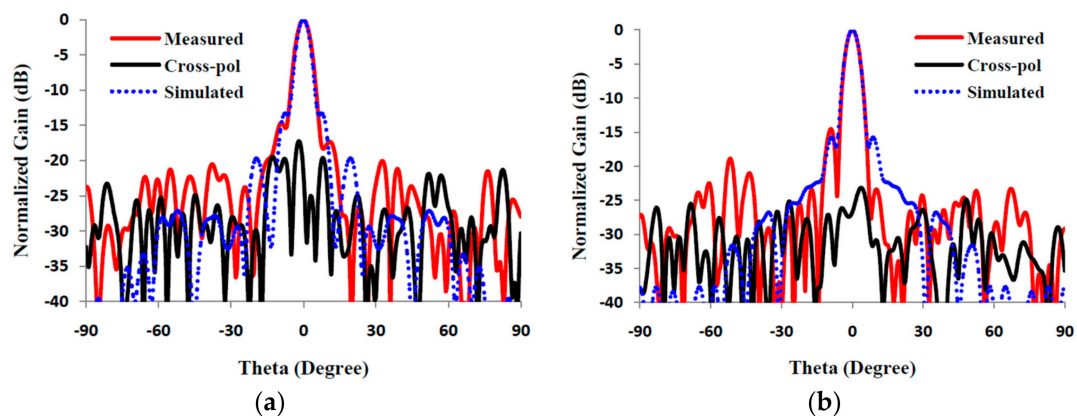 0
-5
-10
-15
-20
-25
-30
-35
-40
Normalized Gain (dB)
Measured
Cross-pol
Simulated
-90
-60
-30
0
30
60
90
Theta (Degree)
(a)
0
-5
-10
-15
-20
-25
-30
-35
-40
Normalized Gain (dB)
Measured
Cross-pol
Simulated
-90
-60
-30
0
30
60
90
Theta (Degree)
(b)